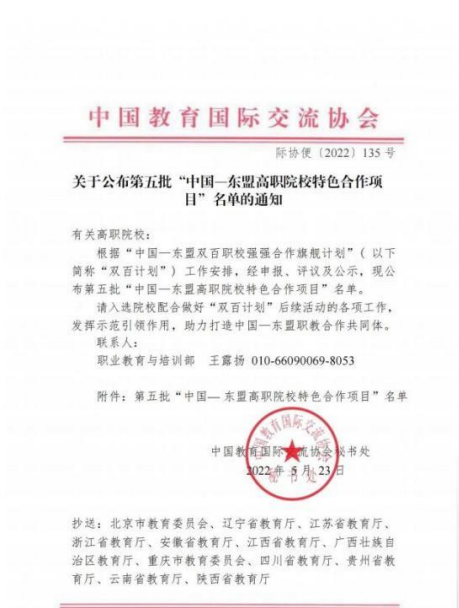 中国教育国际交流协会
际协便〔2022〕135 号
关于公布第五批“中国—东盟高职院校特色合作项
目”名单的通知
有关高职院校：
根据“中国—东盟双百职校强强合作旗舰计划”（以下
简称“双百计划”）工作安排，经申报、评议及公示，现公
布第五批“中国—东盟高职院校特色合作项目”名单。
请入选院校配合做好“双百计划”后续活动的各项工作，
发挥示范引领作用，助力打造中国—东盟职教合作共同体。
联系人：
职业教育与培训部 王露扬 010-66090069-8053
附件：第五批“中国— 东盟高职院校特色合作项目”名单
中国教育国际交流协会秘书处
2022 年 5 月 23 日
抄送：北京市教育委员会、辽宁省教育厅、江苏省教育厅、
浙江省教育厅、安徽省教育厅、江西省教育厅、广西壮族自
治区教育厅、重庆市教育委员会、四川省教育厅、贵州省教
育厅、云南省教育厅、陕西省教育厅